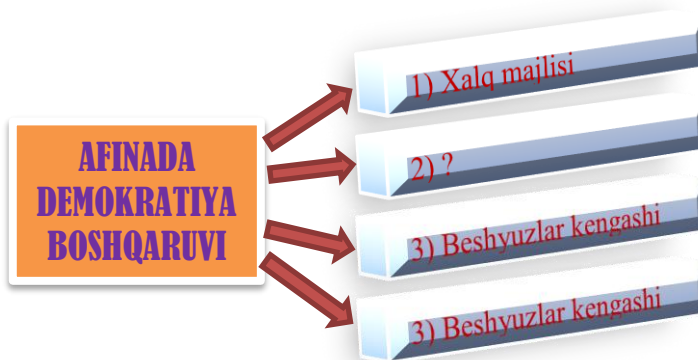 AFINADA
DEMOKRATIYA
BOSHQARUVI
1) Xalq majlisi
2) ?
3) Beshyuzlar kengashi
3) Beshyuzlar kengashi